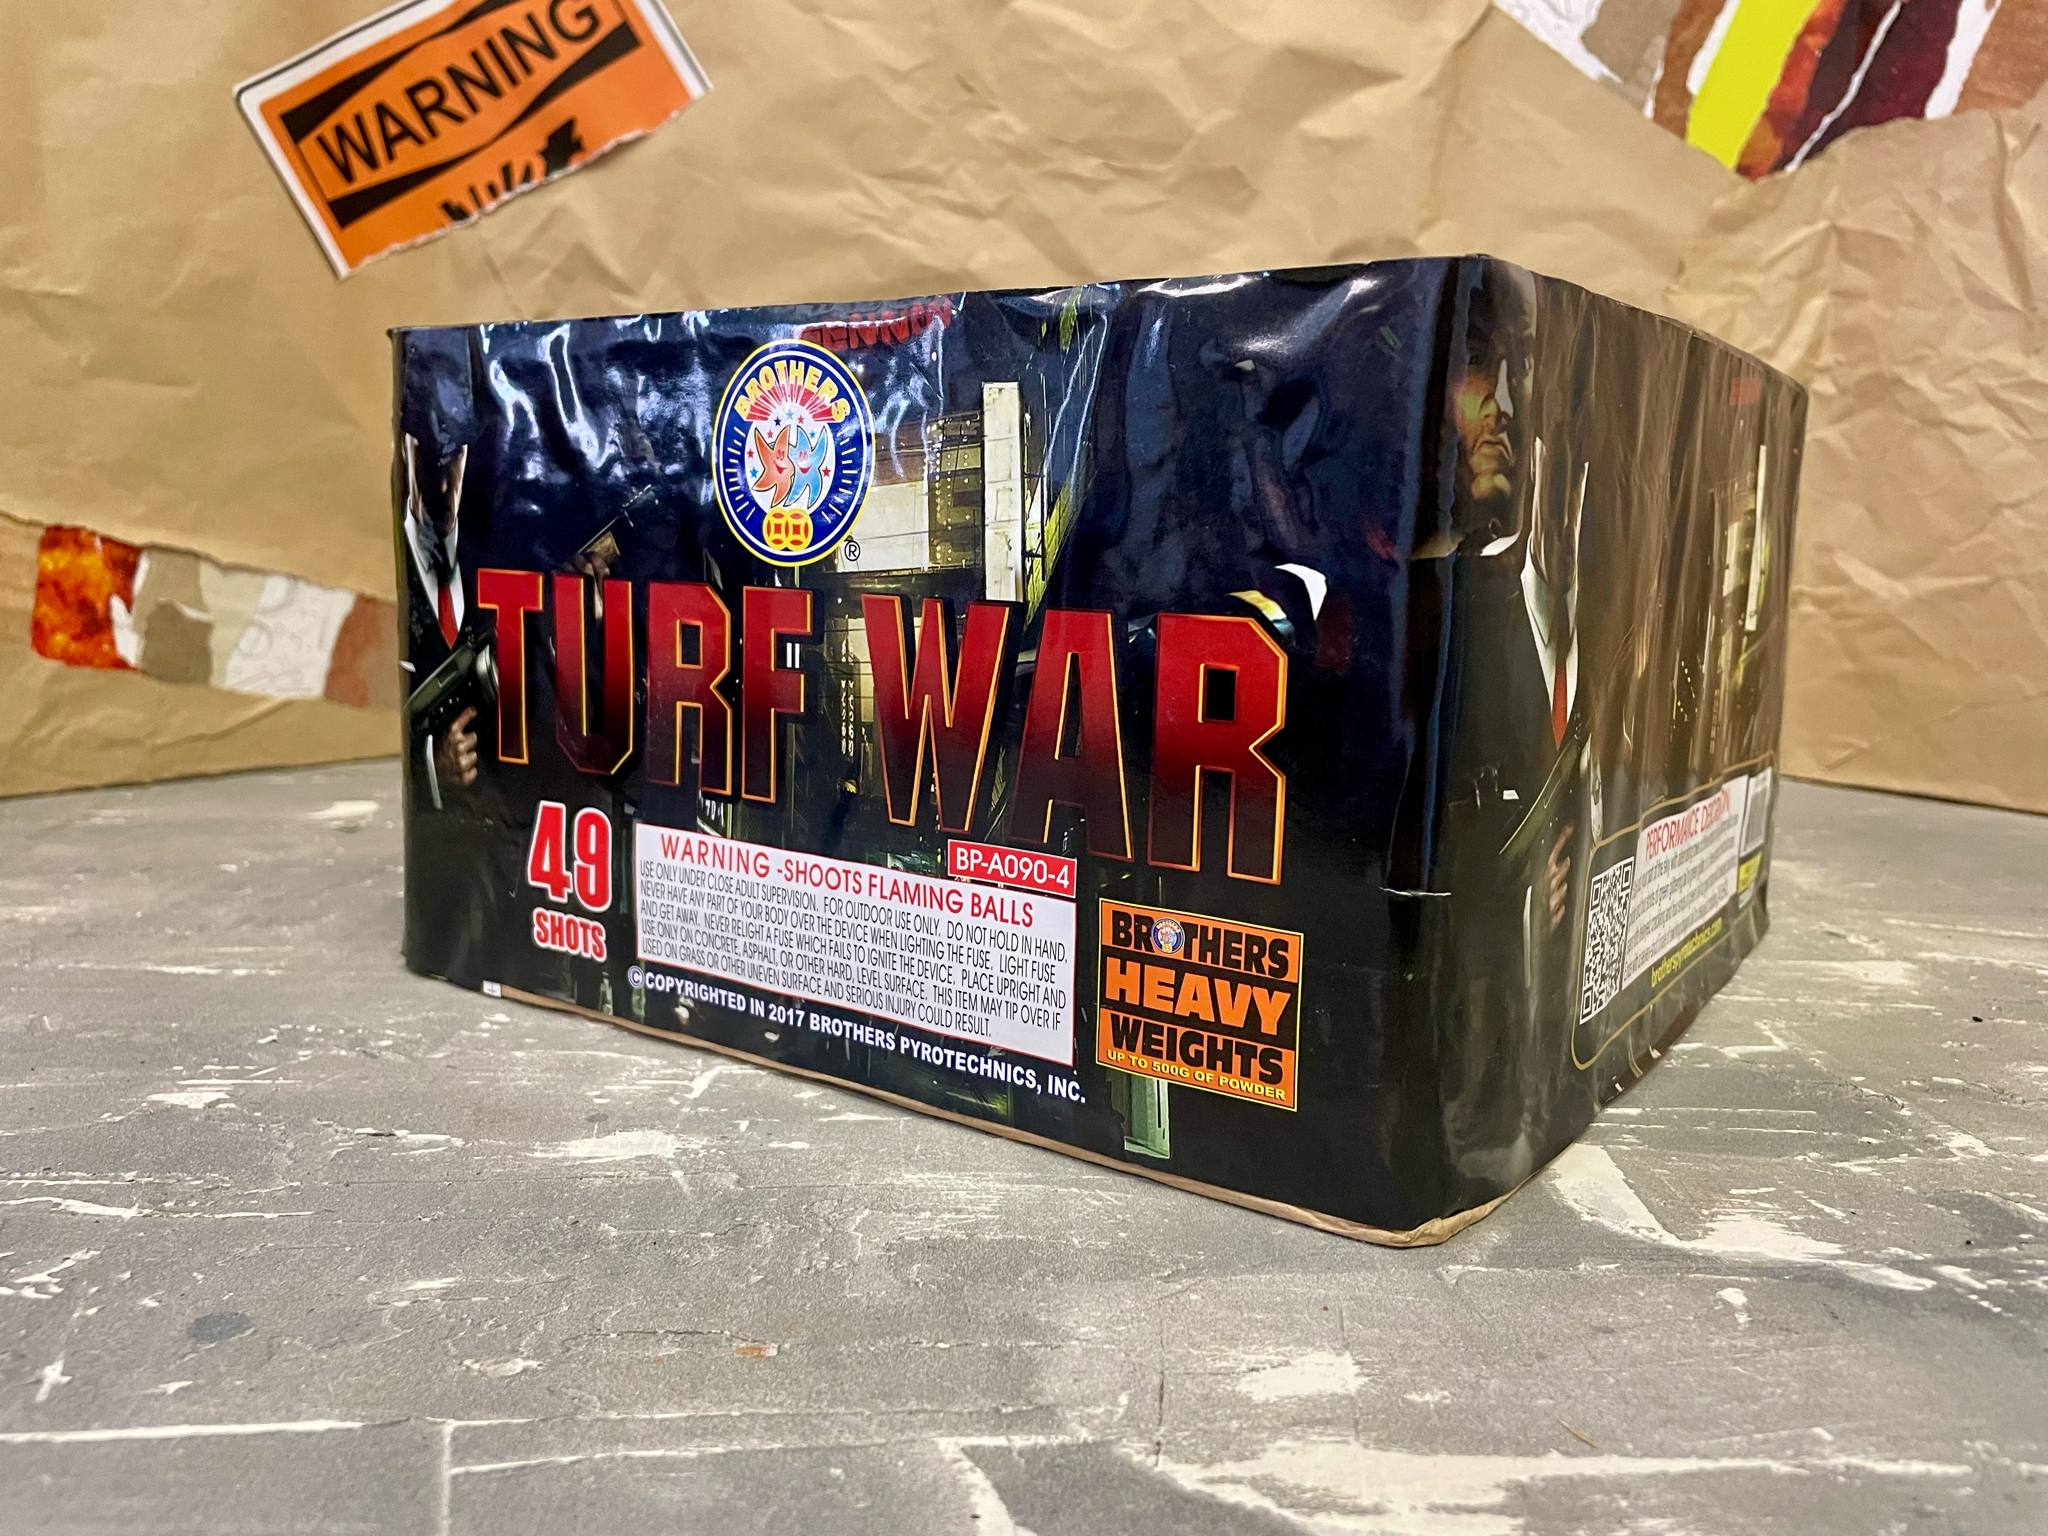 WARNING
BROTHERS
®
TURF WAR
49
SHOTS
BP-A090-4
WARNING -SHOOTS FLAMING BALLS
USE ONLY UNDER CLOSE ADULT SUPERVISION. FOR OUTDOOR USE ONLY. DO NOT HOLD IN HAND.
NEVER HAVE ANY PART OF YOUR BODY OVER THE DEVICE WHEN LIGHTING THE FUSE. LIGHT FUSE
AND GET AWAY. NEVER RELIGHT A FUSE WHICH FAILS TO IGNITE THE DEVICE. PLACE UPRIGHT AND
USE ONLY ON CONCRETE, ASPHALT, OR OTHER HARD, LEVEL SURFACE. THIS ITEM MAY TIP OVER IF
USED ON GRASS OR OTHER UNEVEN SURFACE AND SERIOUS INJURY COULD RESULT.
©COPYRIGHTED IN 2017 BROTHERS PYROTECHNICS, INC.
BROTHERS
HEAVY
WEIGHTS
UP TO 500G OF POWDER
PERFORMANCE DESCRIPTION
brotherspyrotechnics.com